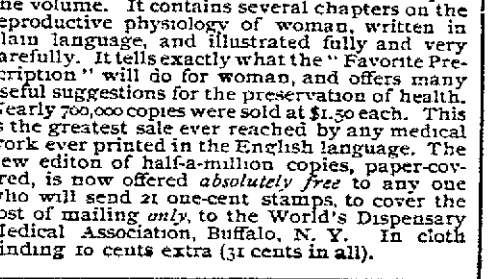 ne volume. It contains several chapters on the
eproductive physiology of woman, written in
lain language, and illustrated fully and very
arefully. It tells exactly what the "Favorite Pre-
cription" will do for woman, and offers many
seful suggestions for the preservation of health.
early 700,000 copies were sold at $1.50 each. This
s the greatest sale ever reached by any medical
ork ever printed in the English language. The
ew editon of half-a-million copies, paper-cov-
red, is now offered absolutely free to any one
ho will send 21 one-cent stamps, to cover the
ost of mailing only, to the World's Dispensary
edical Association, Buffalo, N. Y. In cloth
inding 10 cents extra (31 cents in all).